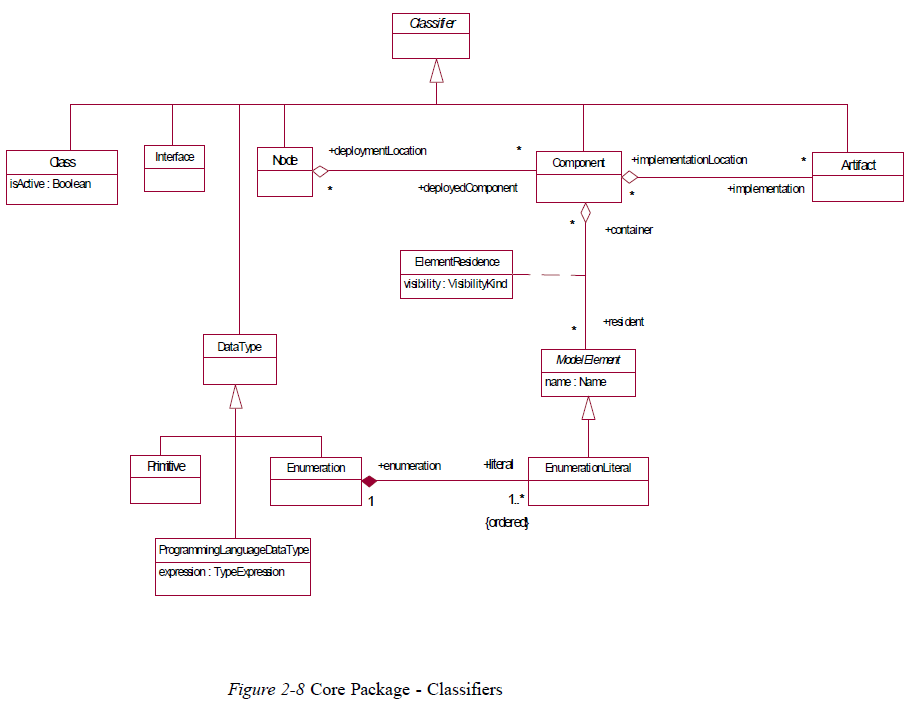 Classifier
Class
isActive : Boolean
Interface
Node
+deploymentLocation
*
*
+deployedComponent
Component
+implementationLocation
*
*
+implementation
Artifact
*
+container
ElementResidence
visibility : VisibilityKind
+resident
*
DataType
ModelElement
name : Name
Primitive
Enumeration
+enumeration
1
+literal
1..*
{ordered}
EnumerationLiteral
ProgrammingLanguageDataType
expression : TypeExpression
Figure 2-8 Core Package - Classifiers